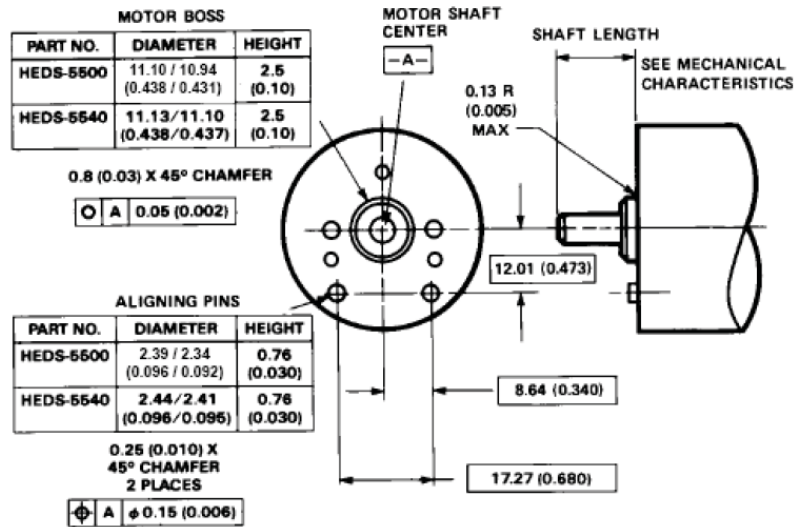 MOTOR BOSS
PART NO. DIAMETER HEIGHT
HEDS-5500 11.10 / 10.94 2.5
(0.438 / 0.431) (0.10)
HEDS-5540 11.13/11.10 2.5
(0.438/0.437) (0.10)
0.8 (0.03) X 45° CHAMFER
○ A 0.05 (0.002)
MOTOR SHAFT
CENTER
-A-
SHAFT LENGTH
SEE MECHANICAL
CHARACTERISTICS
0.13 R
(0.005)
MAX
12.01 (0.473)
ALIGNING PINS
PART NO. DIAMETER HEIGHT
HEDS-5500 2.39 / 2.34 0.76
(0.096 / 0.092) (0.030)
HEDS-5540 2.44/2.41 0.76
(0.096/0.095) (0.030)
0.25 (0.010) X
45° CHAMFER
2 PLACES
⌖ A ϕ 0.15 (0.006)
8.64 (0.340)
17.27 (0.680)